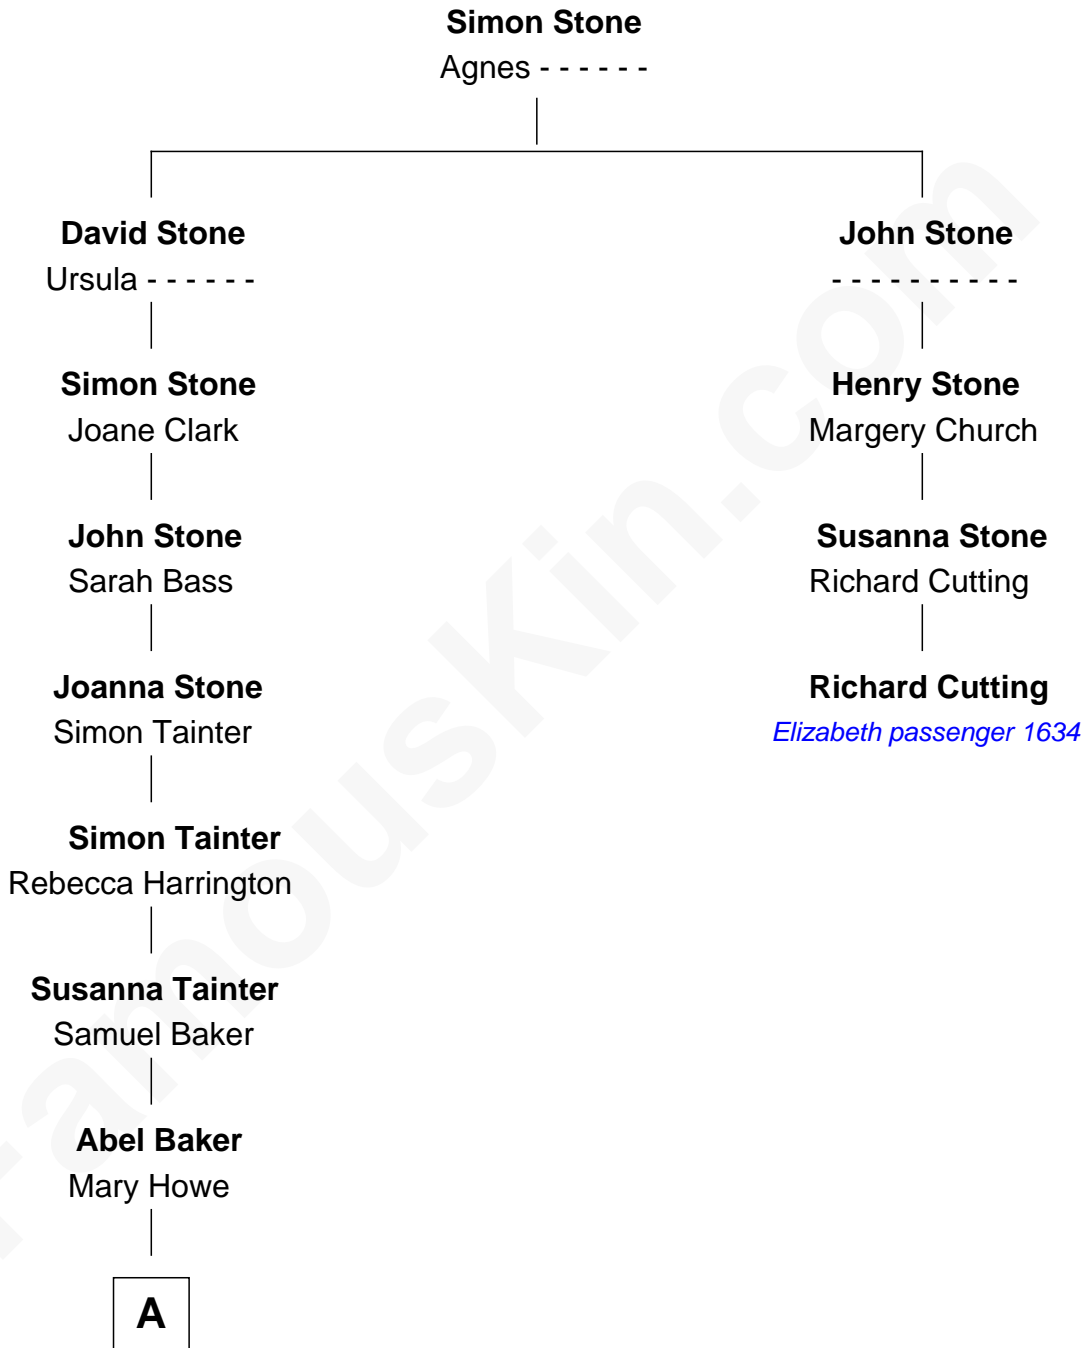 Simon Stone
Agnes - - - - - -
David Stone
Ursula - - - - - -
John Stone
- - - - - - - - - -
Simon Stone
Joane Clark
Henry Stone
Margery Church
John Stone
Sarah Bass
Susanna Stone
Richard Cutting
Joanna Stone
Simon Tainter
Richard Cutting
Elizabeth passenger 1634
Simon Tainter
Rebecca Harrington
Susanna Tainter
Samuel Baker
Abel Baker
Mary Howe
A
FamousKin.com